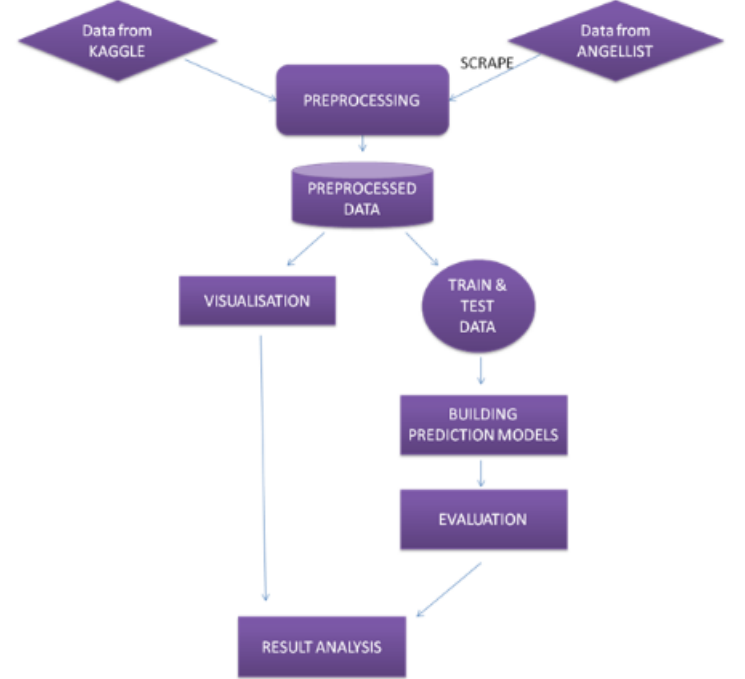 Data from
KAGGLE
Data from
ANGELLIST
SCRAPE
PREPROCESSING
PREPROCESSED
DATA
VISUALISATION
TRAIN &
TEST
DATA
BUILDING
PREDICTION MODELS
EVALUATION
RESULT ANALYSIS